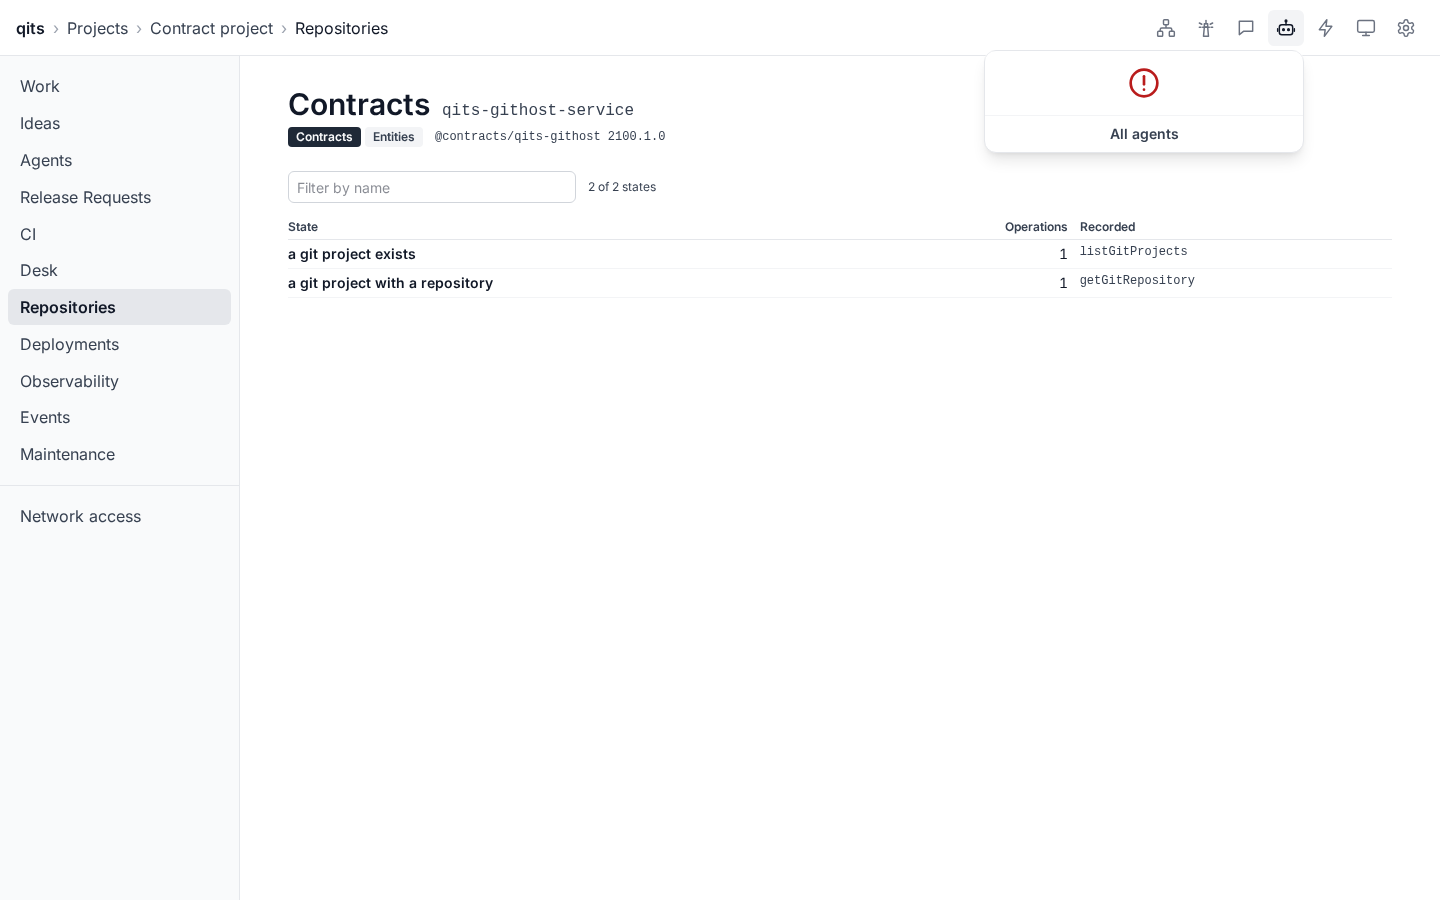 qits › Projects › Contract project › Repositories
All agents
Work
Ideas
Agents
Release Requests
CI
Desk
Repositories
Deployments
Observability
Events
Maintenance
Network access
Contracts qits-githost-service
Contracts Entities @contracts/qits-githost 2100.1.0
Filter by name 2 of 2 states
State Operations Recorded
a git project exists 1 listGitProjects
a git project with a repository 1 getGitRepository